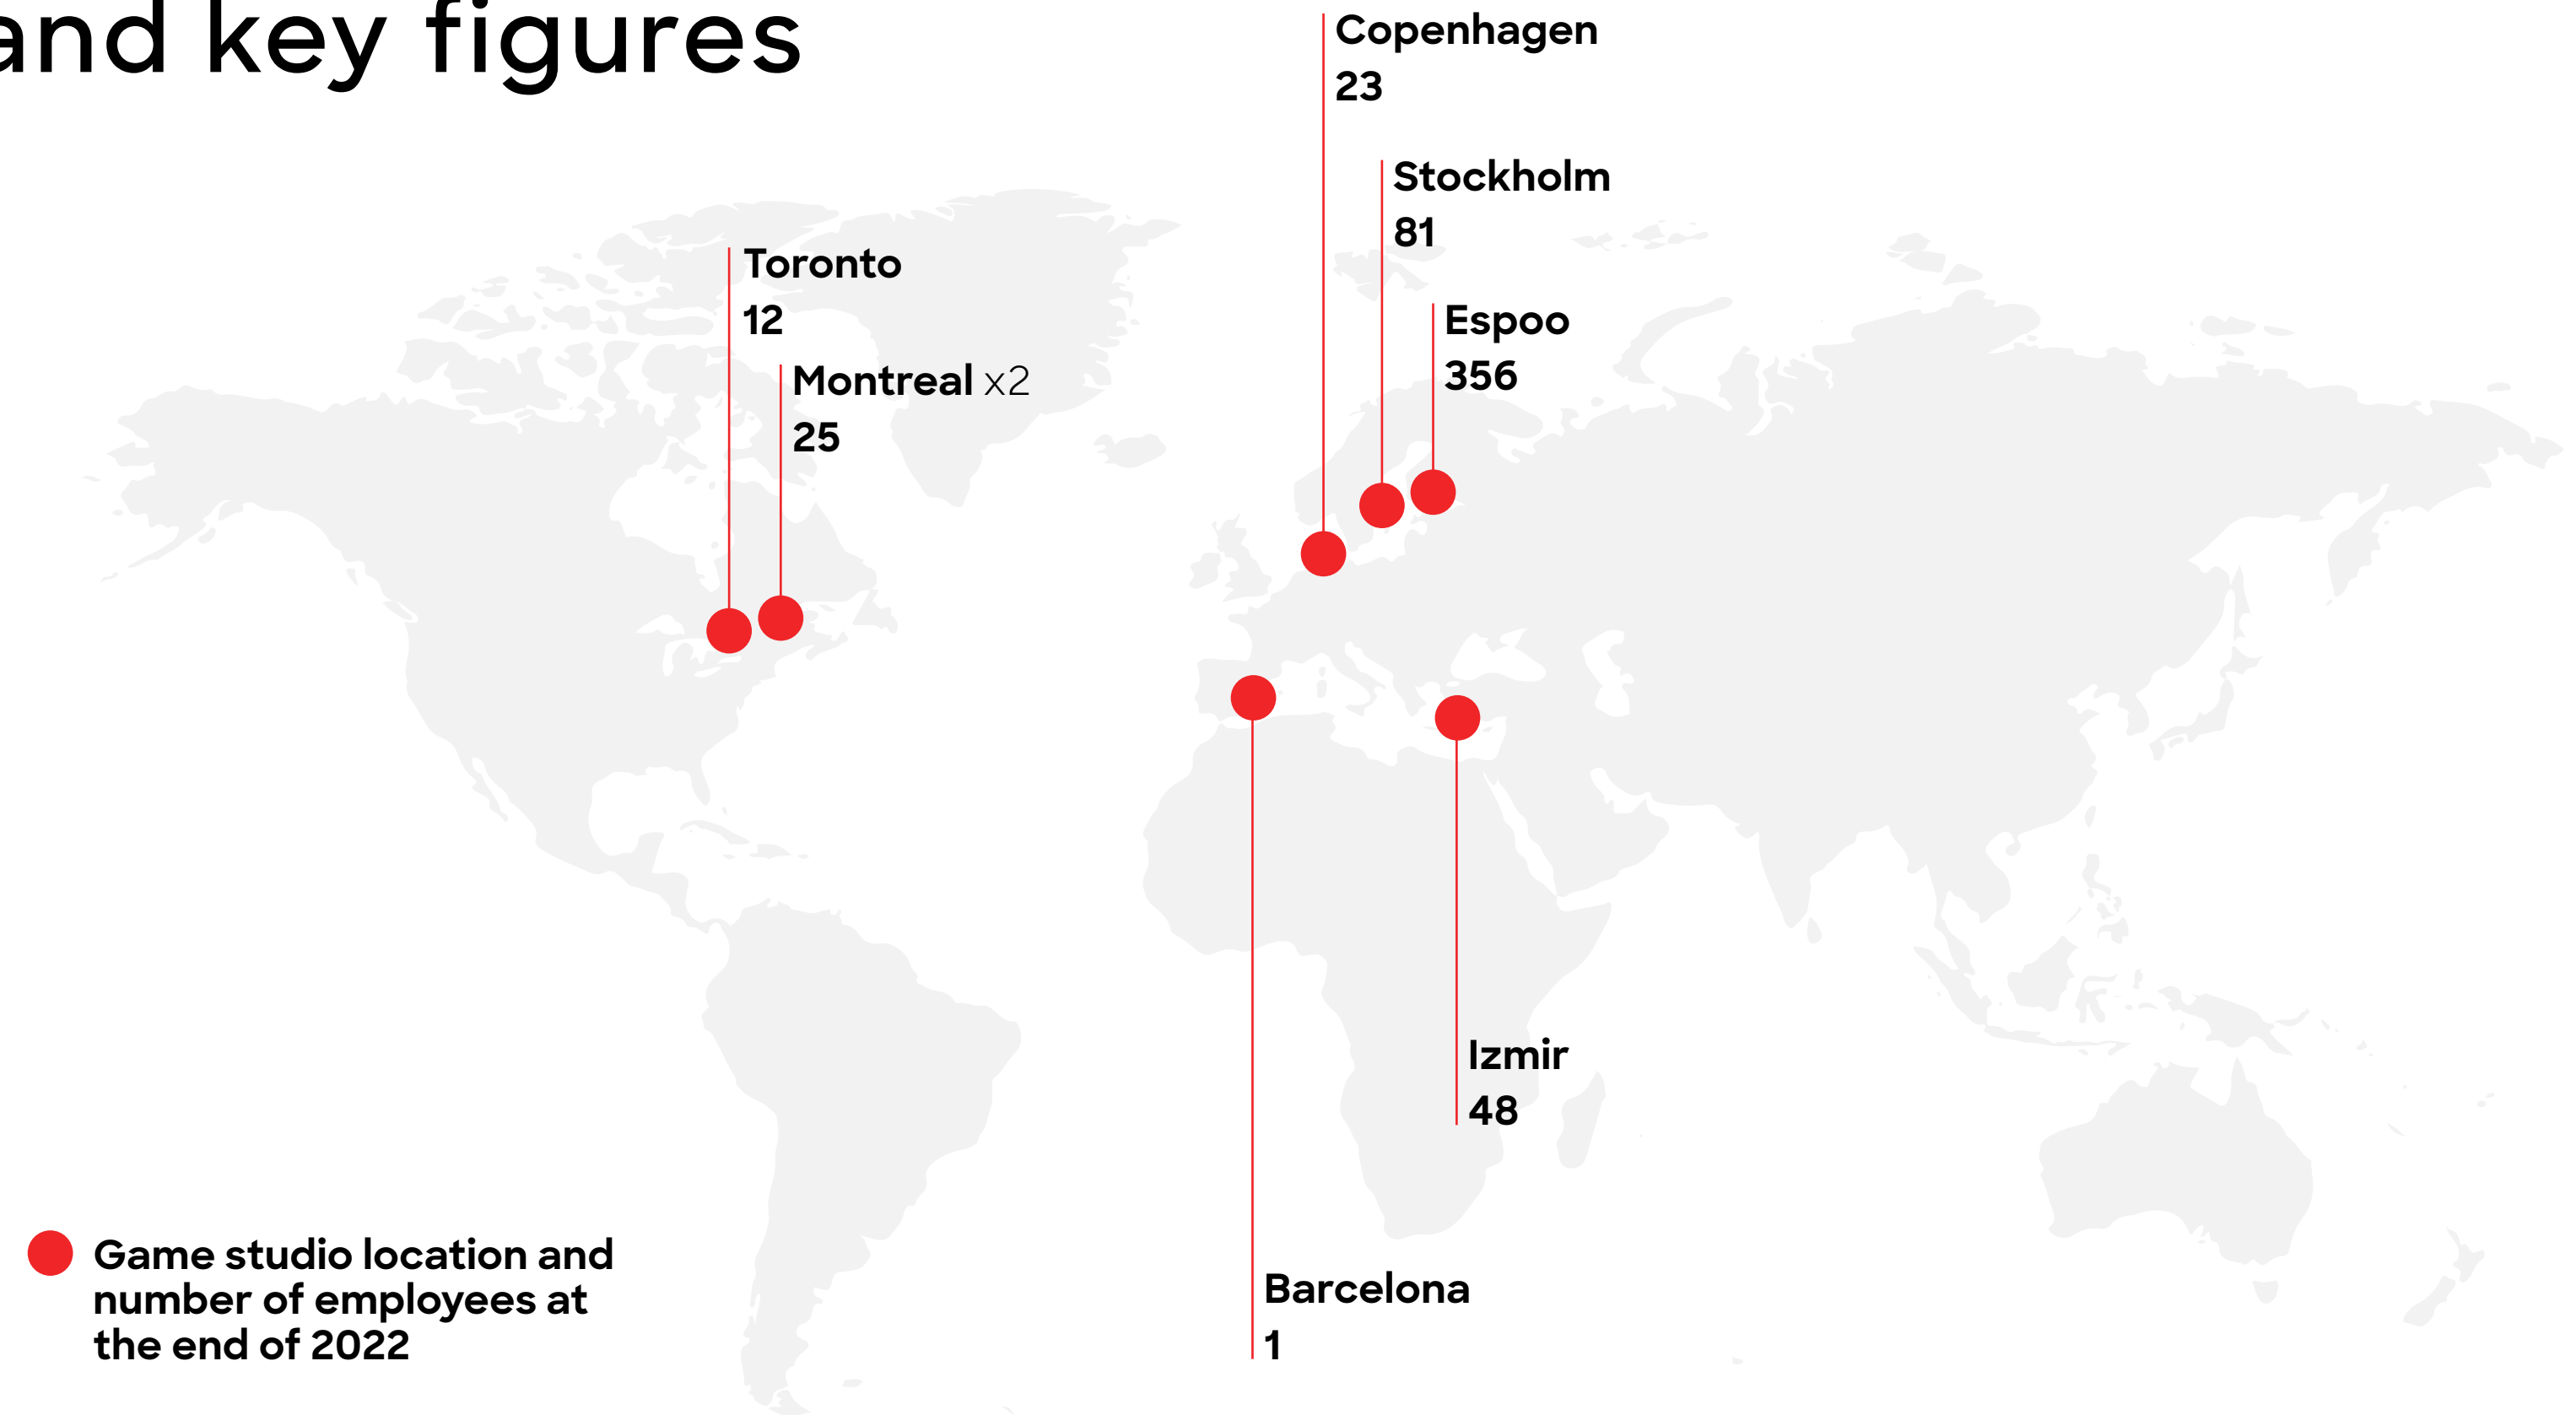 and key figures
Copenhagen
23
Stockholm
81
Toronto
12
Espoo
356
Montreal x2
25
Izmir
48
Barcelona
1
Game studio location and
number of employees at
the end of 2022